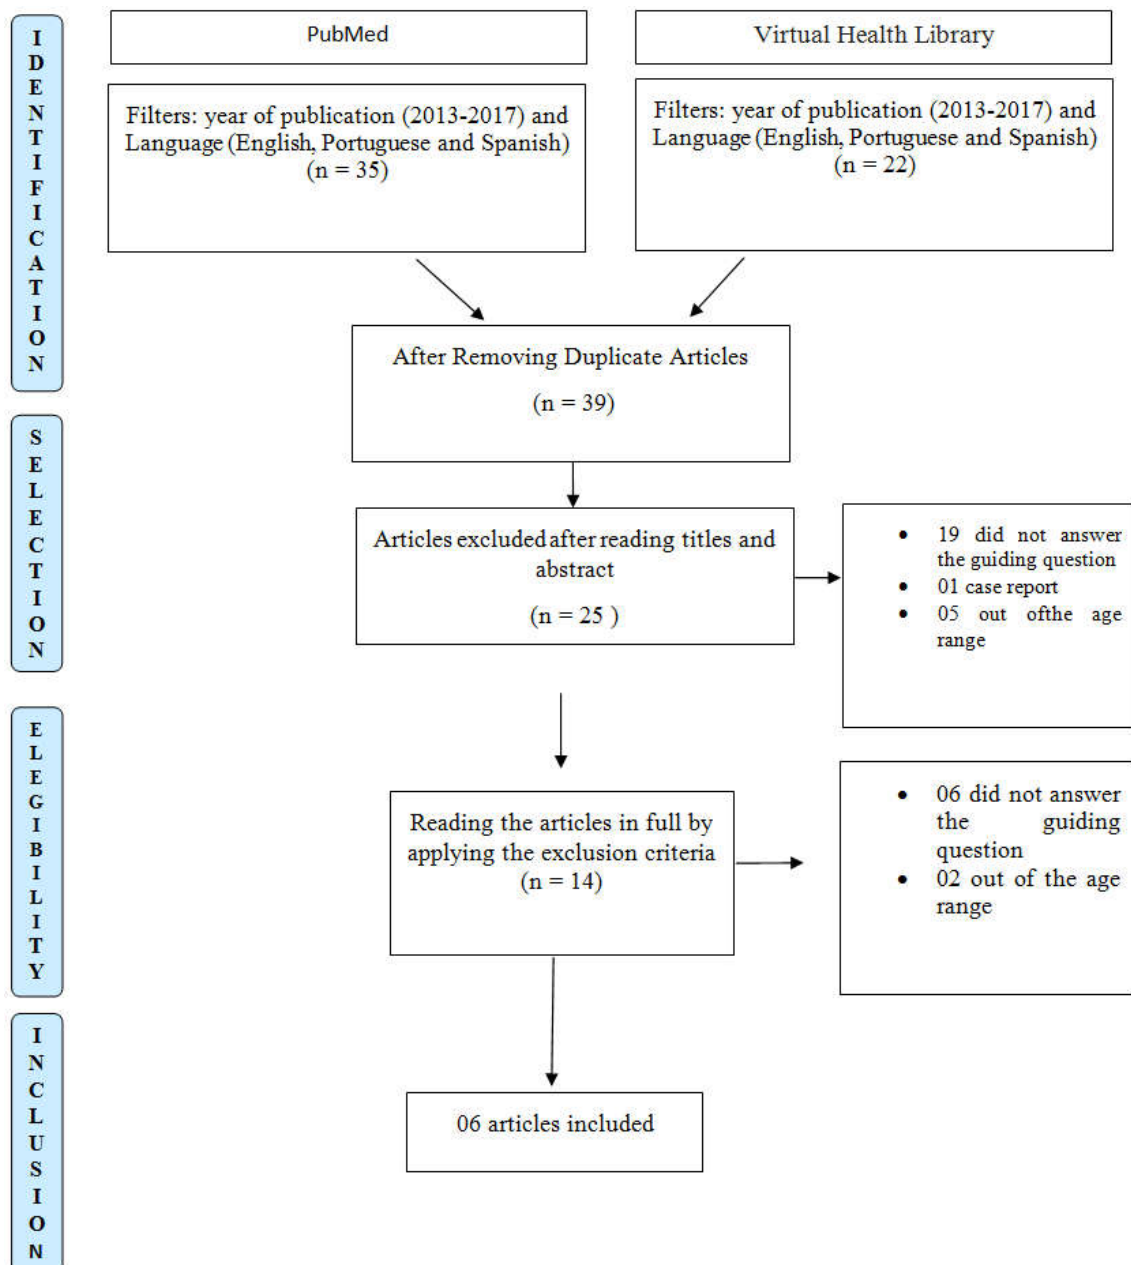 IDENTIFICATION
PubMed
Virtual Health Library
Filters: year of publication (2013-2017) and
Language (English, Portuguese and Spanish)
(n = 35)
Filters: year of publication (2013-2017) and
Language (English, Portuguese and Spanish)
(n = 22)
After Removing Duplicate Articles
(n = 39)
SELECTION
Articles excluded after reading titles and
abstract
(n = 25 )
• 19 did not answer
the guiding question
• 01 case report
• 05 out ofthe age
range
ELEGIBILITY
Reading the articles in full by
applying the exclusion criteria
(n = 14)
• 06 did not answer
the guiding
question
• 02 out of the age
range
INCLUSION
06 articles included